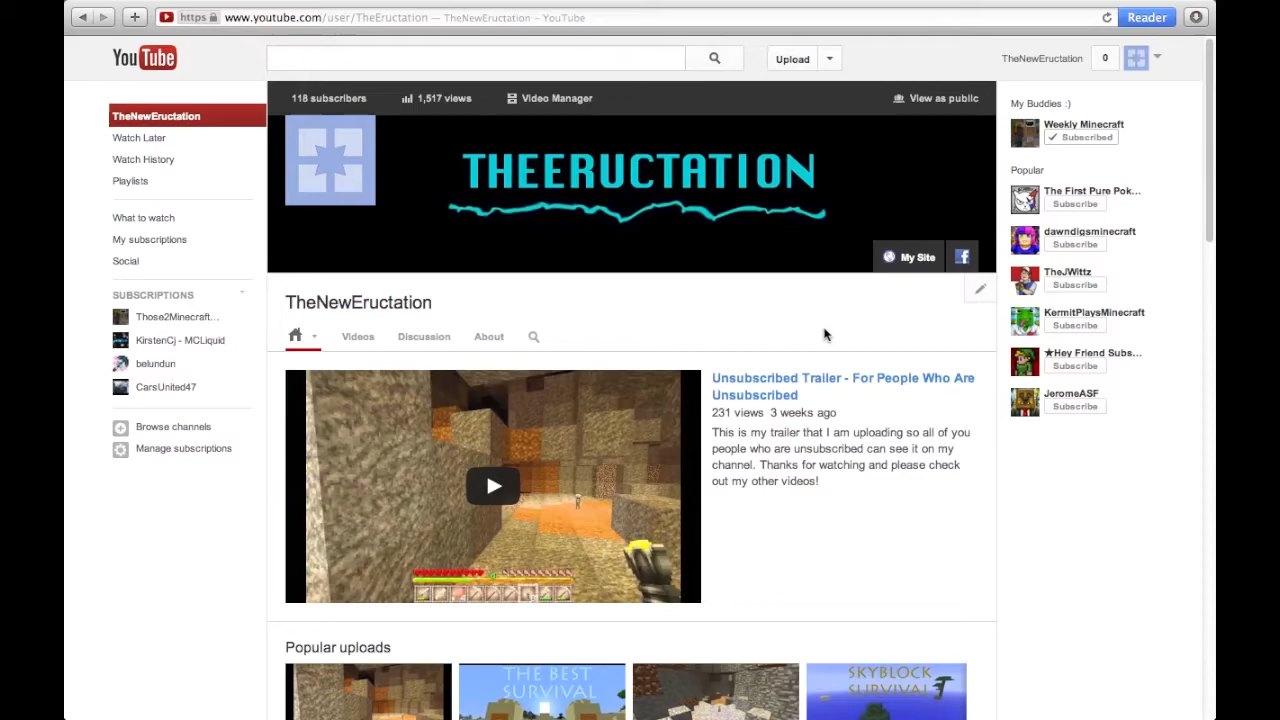 https www.youtube.com/user/TheEructation — TheNewEructation – YouTube
Reader
YouTube
Upload
TheNewEructation
0
TheNewEructation
Watch Later
Watch History
Playlists
What to watch
My subscriptions
Social
SUBSCRIPTIONS
Those2Minecraft...
KirstenCj - MCLiquid
belundun
CarsUnited47
Browse channels
Manage subscriptions
118 subscribers
1,517 views
Video Manager
View as public
THEERUCTATION
My Site
f
TheNewEructation
Videos
Discussion
About
Unsubscribed Trailer - For People Who Are
Unsubscribed
231 views 3 weeks ago
This is my trailer that I am uploading so all of you
people who are unsubscribed can see it on my
channel. Thanks for watching and please check
out my other videos!
Popular uploads
THE BEST
SURVIVAL
SKYBLOCK
SURVIVAL
My Buddies :)
Weekly Minecraft
Subscribed
Popular
The First Pure Pok...
Subscribe
dawndigsminecraft
Subscribe
TheJWittz
Subscribe
KermitPlaysMinecraft
Subscribe
★Hey Friend Subs...
Subscribe
JeromeASF
Subscribe